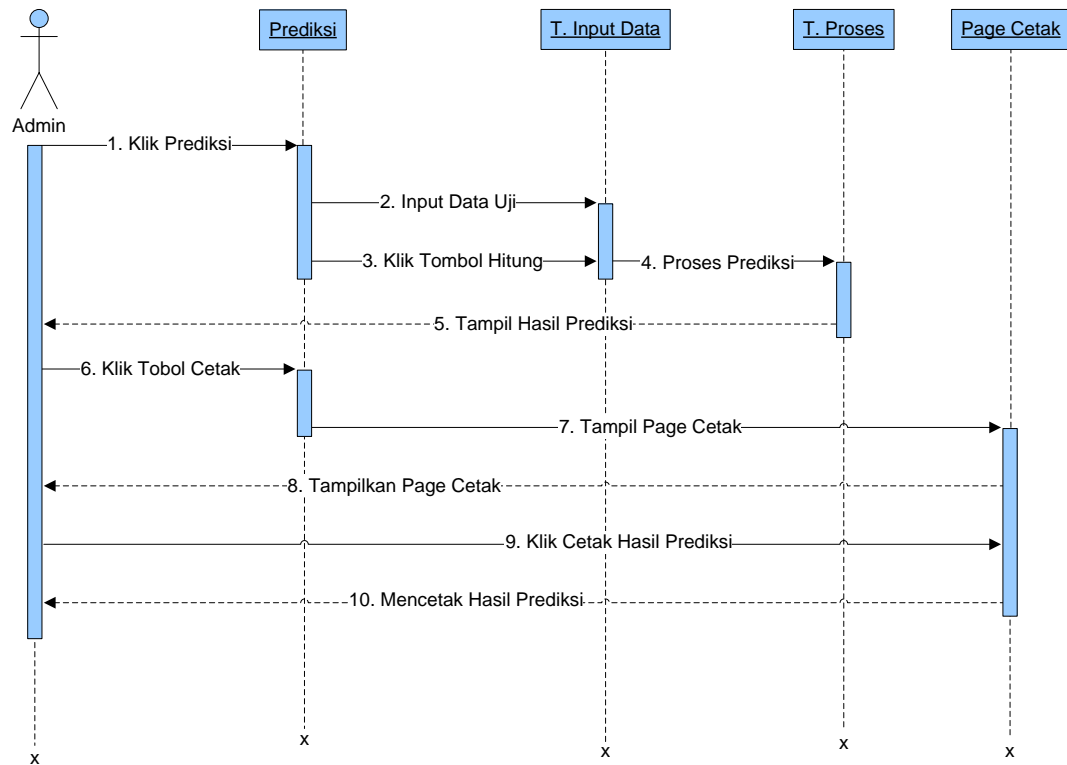 Prediksi
T. Input Data
T. Proses
Page Cetak
Admin
1. Klik Prediksi
2. Input Data Uji
3. Klik Tombol Hitung
4. Proses Prediksi
5. Tampil Hasil Prediksi
6. Klik Tobol Cetak
7. Tampil Page Cetak
8. Tampilkan Page Cetak
9. Klik Cetak Hasil Prediksi
10. Mencetak Hasil Prediksi
x
x
x
x
x